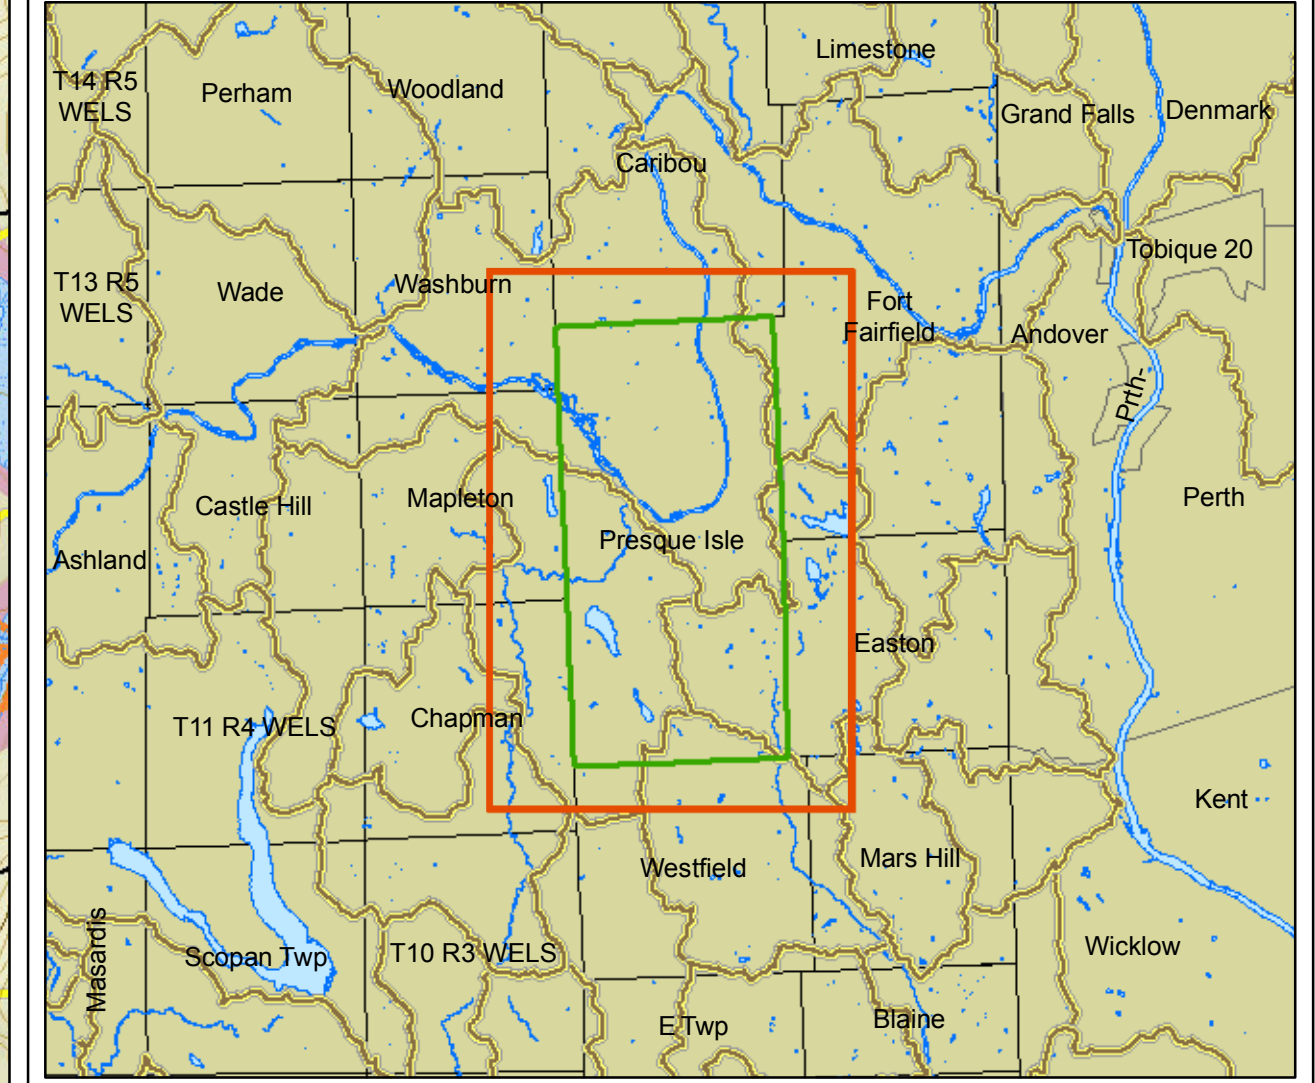 Limestone
T14 R5
WELS
Perham
Woodland
Grand Falls
Denmark
Caribou
Tobique 20
T13 R5
WELS
Wade
Washburn
Fort
Fairfield
Andover
Prth-
Castle Hill
Mapleton
Perth
Presque Isle
Ashland
Easton
T11 R4 WELS
Chapman
Kent
Westfield
Mars Hill
Masardis
Scopan Twp
T10 R3 WELS
Wicklow
E Twp
Blaine